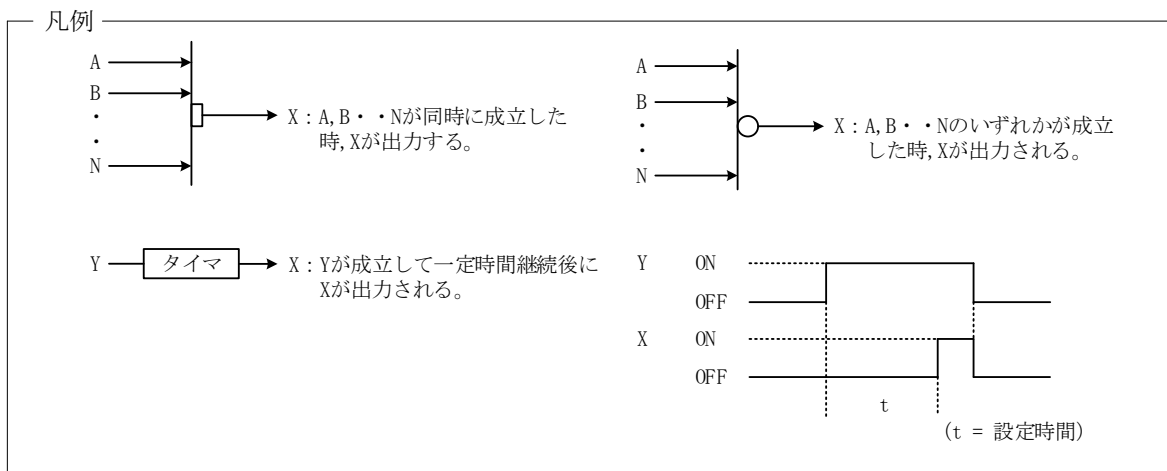 凡例
A
B
・
・
N
X：A,B・・Nが同時に成立した
時,Xが出力する。
A
B
・
・
N
X：A,B・・Nのいずれかが成立
した時,Xが出力される。
Y
タイマ
X：Yが成立して一定時間継続後に
Xが出力される。
Y ON
OFF
X ON
OFF
t
(t = 設定時間)